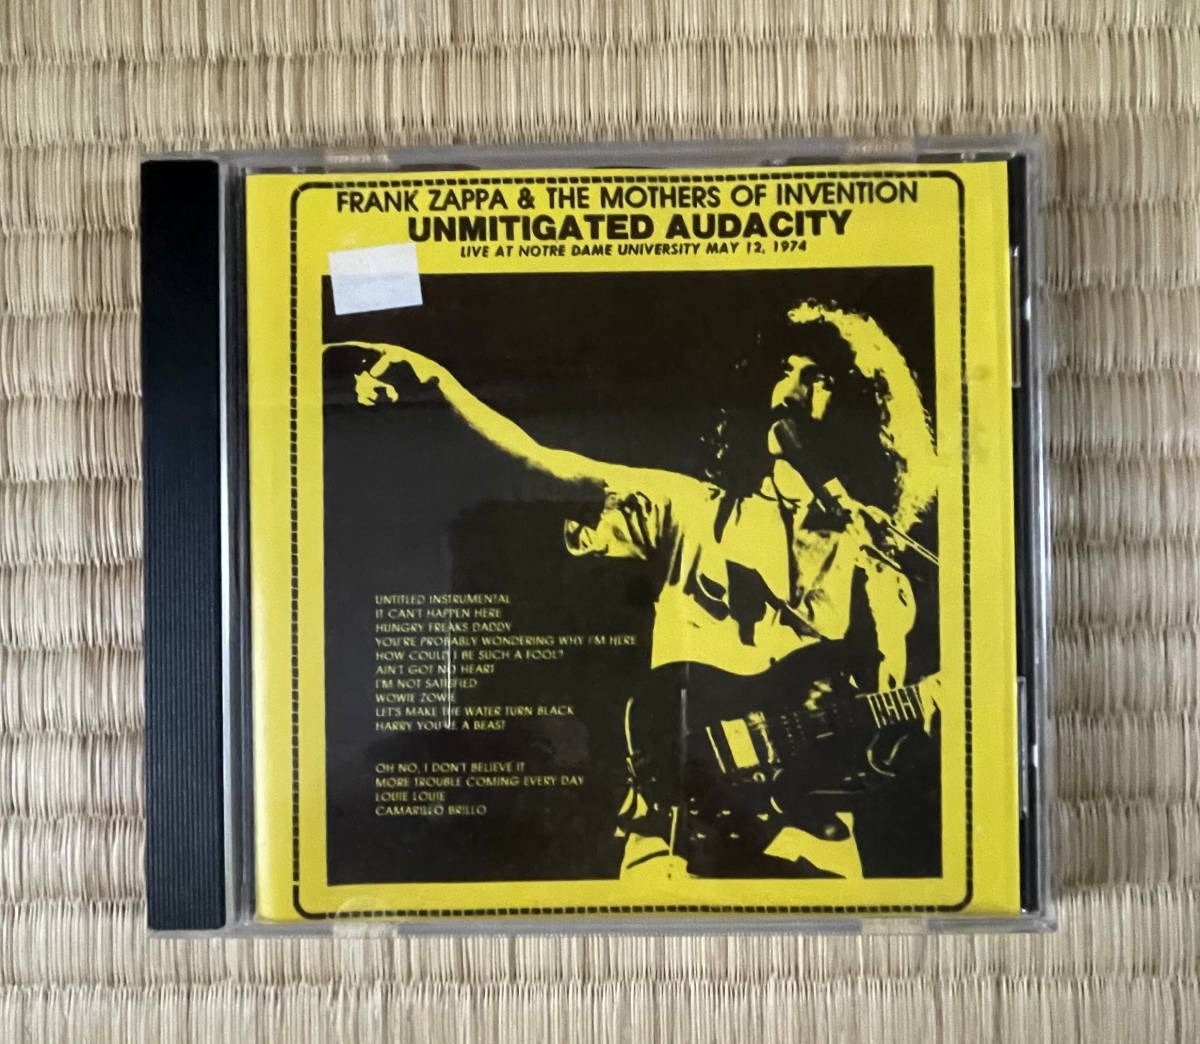 FRANK ZAPPA & THE MOTHERS OF INVENTION
UNMITIGATED AUDACITY
LIVE AT NOTRE DAME UNIVERSITY MAY 12, 1974
UNTITLED INSTRUMENTAL
IT CAN'T HAPPEN HERE
HUNGRY FREAKS DADDY
YOU'RE PROBABLY WONDERING WHY I'M HERE
HOW COULD I BE SUCH A FOOL?
AIN'T GOT NO HEART
I'M NOT SATISFIED
WOWIE ZOWIE
LET'S MAKE THE WATER TURN BLACK
HARRY YOU'RE A BEAST
OH NO, I DON'T BELIEVE IT
MORE TROUBLE COMING EVERY DAY
LOUIE LOUIE
CAMARILLO BRILLO